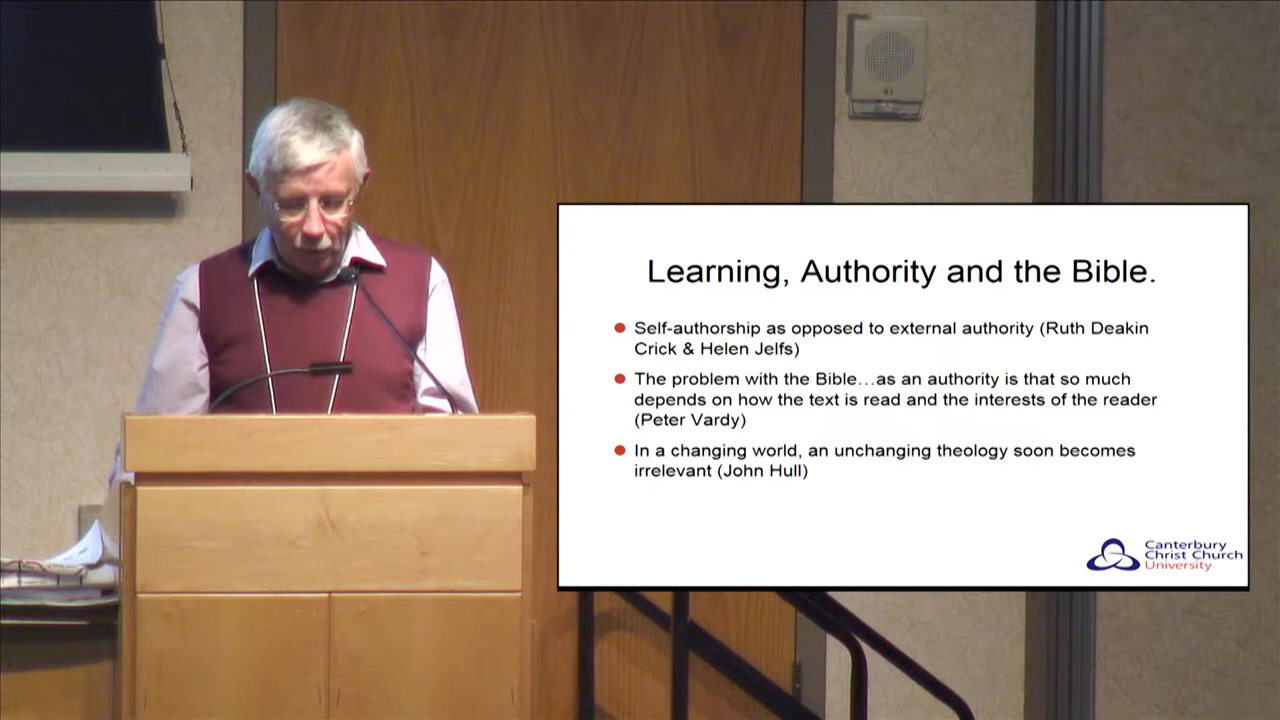 Learning, Authority and the Bible.
Self-authorship as opposed to external authority (Ruth Deakin
Crick & Helen Jelfs)
The problem with the Bible…as an authority is that so much
depends on how the text is read and the interests of the reader
(Peter Vardy)
In a changing world, an unchanging theology soon becomes
irrelevant (John Hull)
Canterbury
Christ Church
University